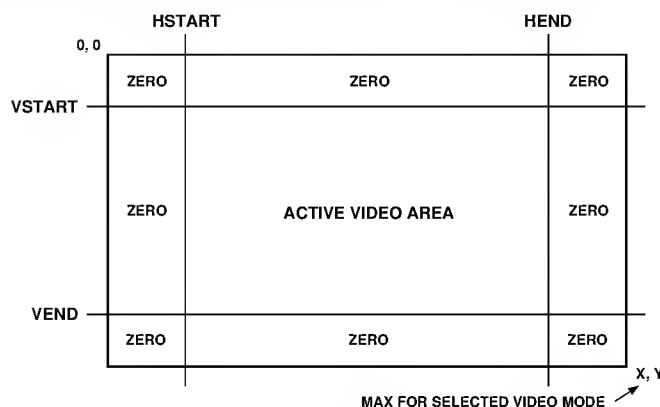 HSTART HEND
0, 0
ZERO ZERO ZERO
VSTART
ZERO ACTIVE VIDEO AREA ZERO
VEND
ZERO ZERO ZERO
X, Y
MAX FOR SELECTED VIDEO MODE